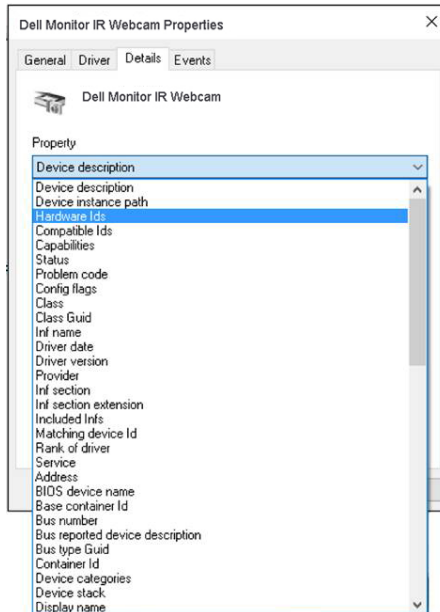 Dell Monitor IR Webcam Properties
General Driver Details Events
Dell Monitor IR Webcam
Property
Device description
Device description
Device instance path
Hardware Ids
Compatible Ids
Capabilities
Status
Problem code
Config flags
Class
Class Guid
Inf name
Driver date
Driver version
Provider
Inf section
Inf section extension
Included Infs
Matching device Id
Rank of driver
Service
Address
BIOS device name
Base container Id
Bus number
Bus reported device description
Bus type Guid
Container Id
Device categories
Device stack
Display name